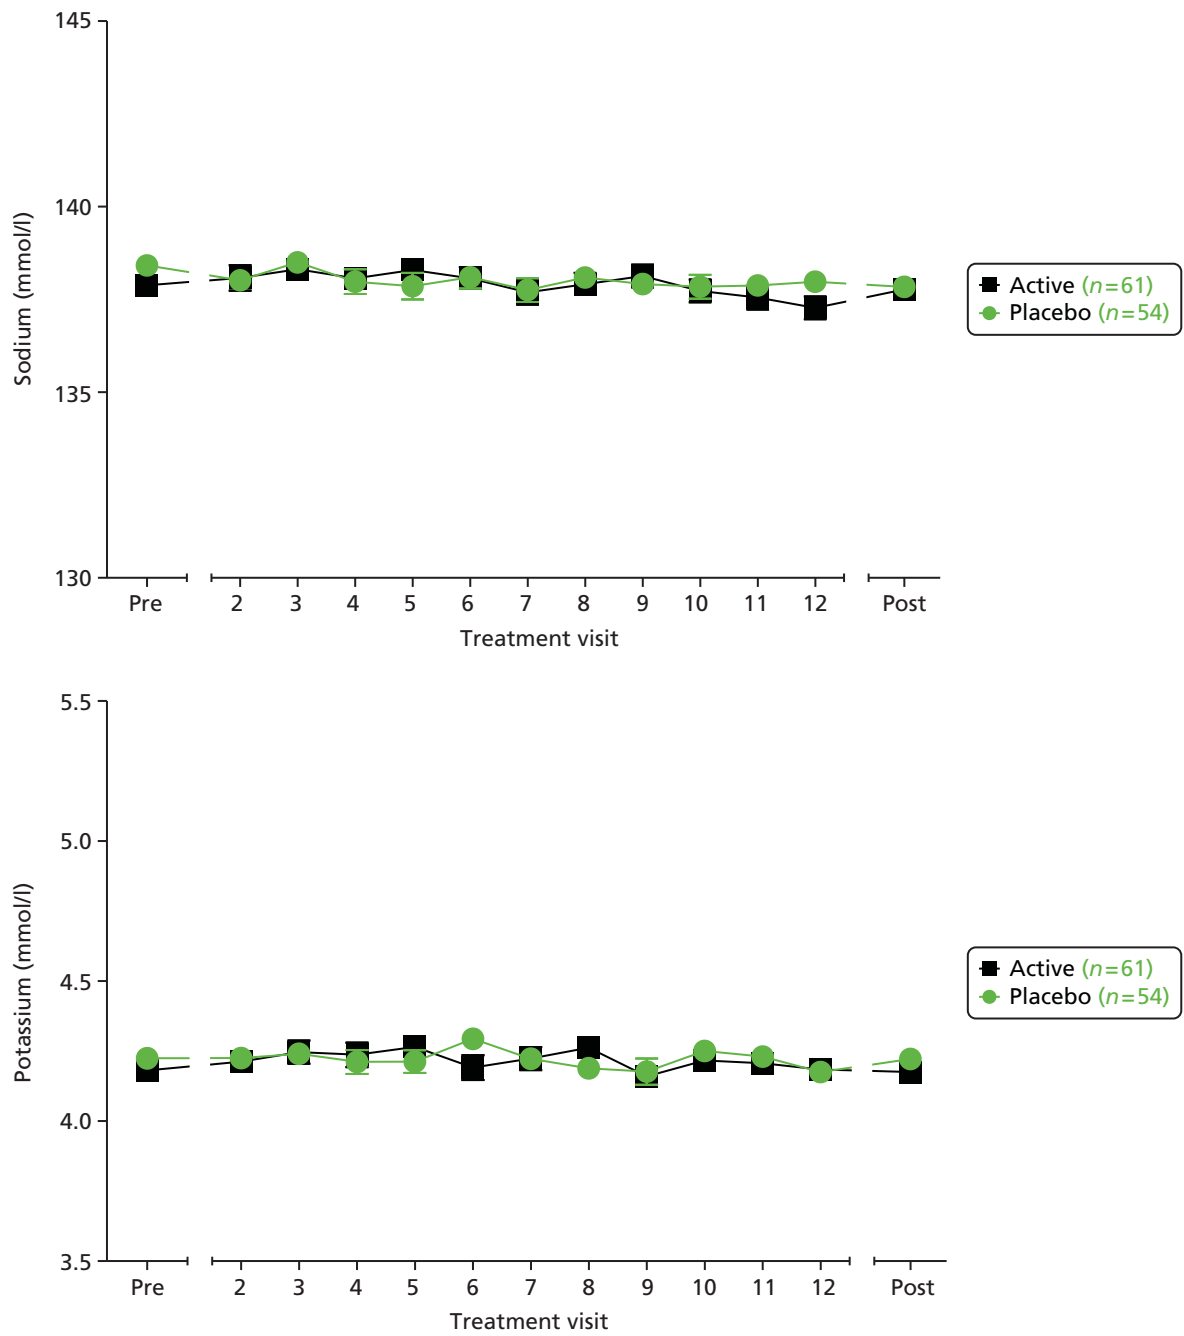 145
140
135
130
Sodium (mmol/l)
Pre 2 3 4 5 6 7 8 9 10 11 12 Post
Treatment visit
Active (n=61)
Placebo (n=54)
5.5
5.0
4.5
4.0
3.5
Potassium (mmol/l)
Pre 2 3 4 5 6 7 8 9 10 11 12 Post
Treatment visit
Active (n=61)
Placebo (n=54)